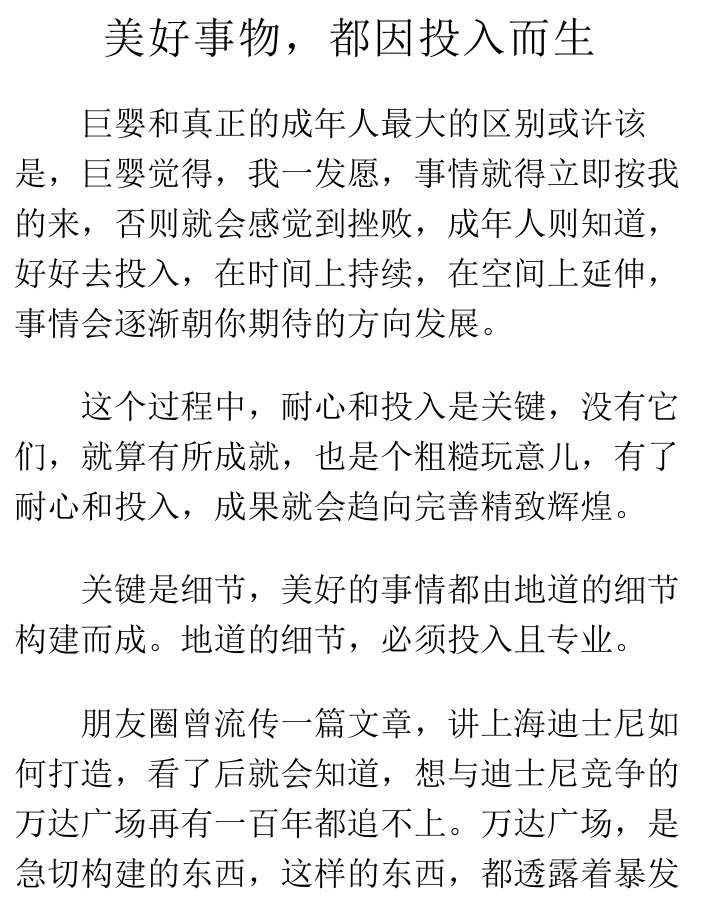 美好事物，都因投入而生
巨婴和真正的成年人最大的区别或许该
是，巨婴觉得，我一发愿，事情就得立即按我
的来，否则就会感觉到挫败，成年人则知道，
好好去投入，在时间上持续，在空间上延伸，
事情会逐渐朝你期待的方向发展。
这个过程中，耐心和投入是关键，没有它
们，就算有所成就，也是个粗糙玩意儿，有了
耐心和投入，成果就会趋向完善精致辉煌。
关键是细节，美好的事情都由地道的细节
构建而成。地道的细节，必须投入且专业。
朋友圈曾流传一篇文章，讲上海迪士尼如
何打造，看了后就会知道，想与迪士尼竞争的
万达广场再有一百年都追不上。万达广场，是
急切构建的东西，这样的东西，都透露着暴发